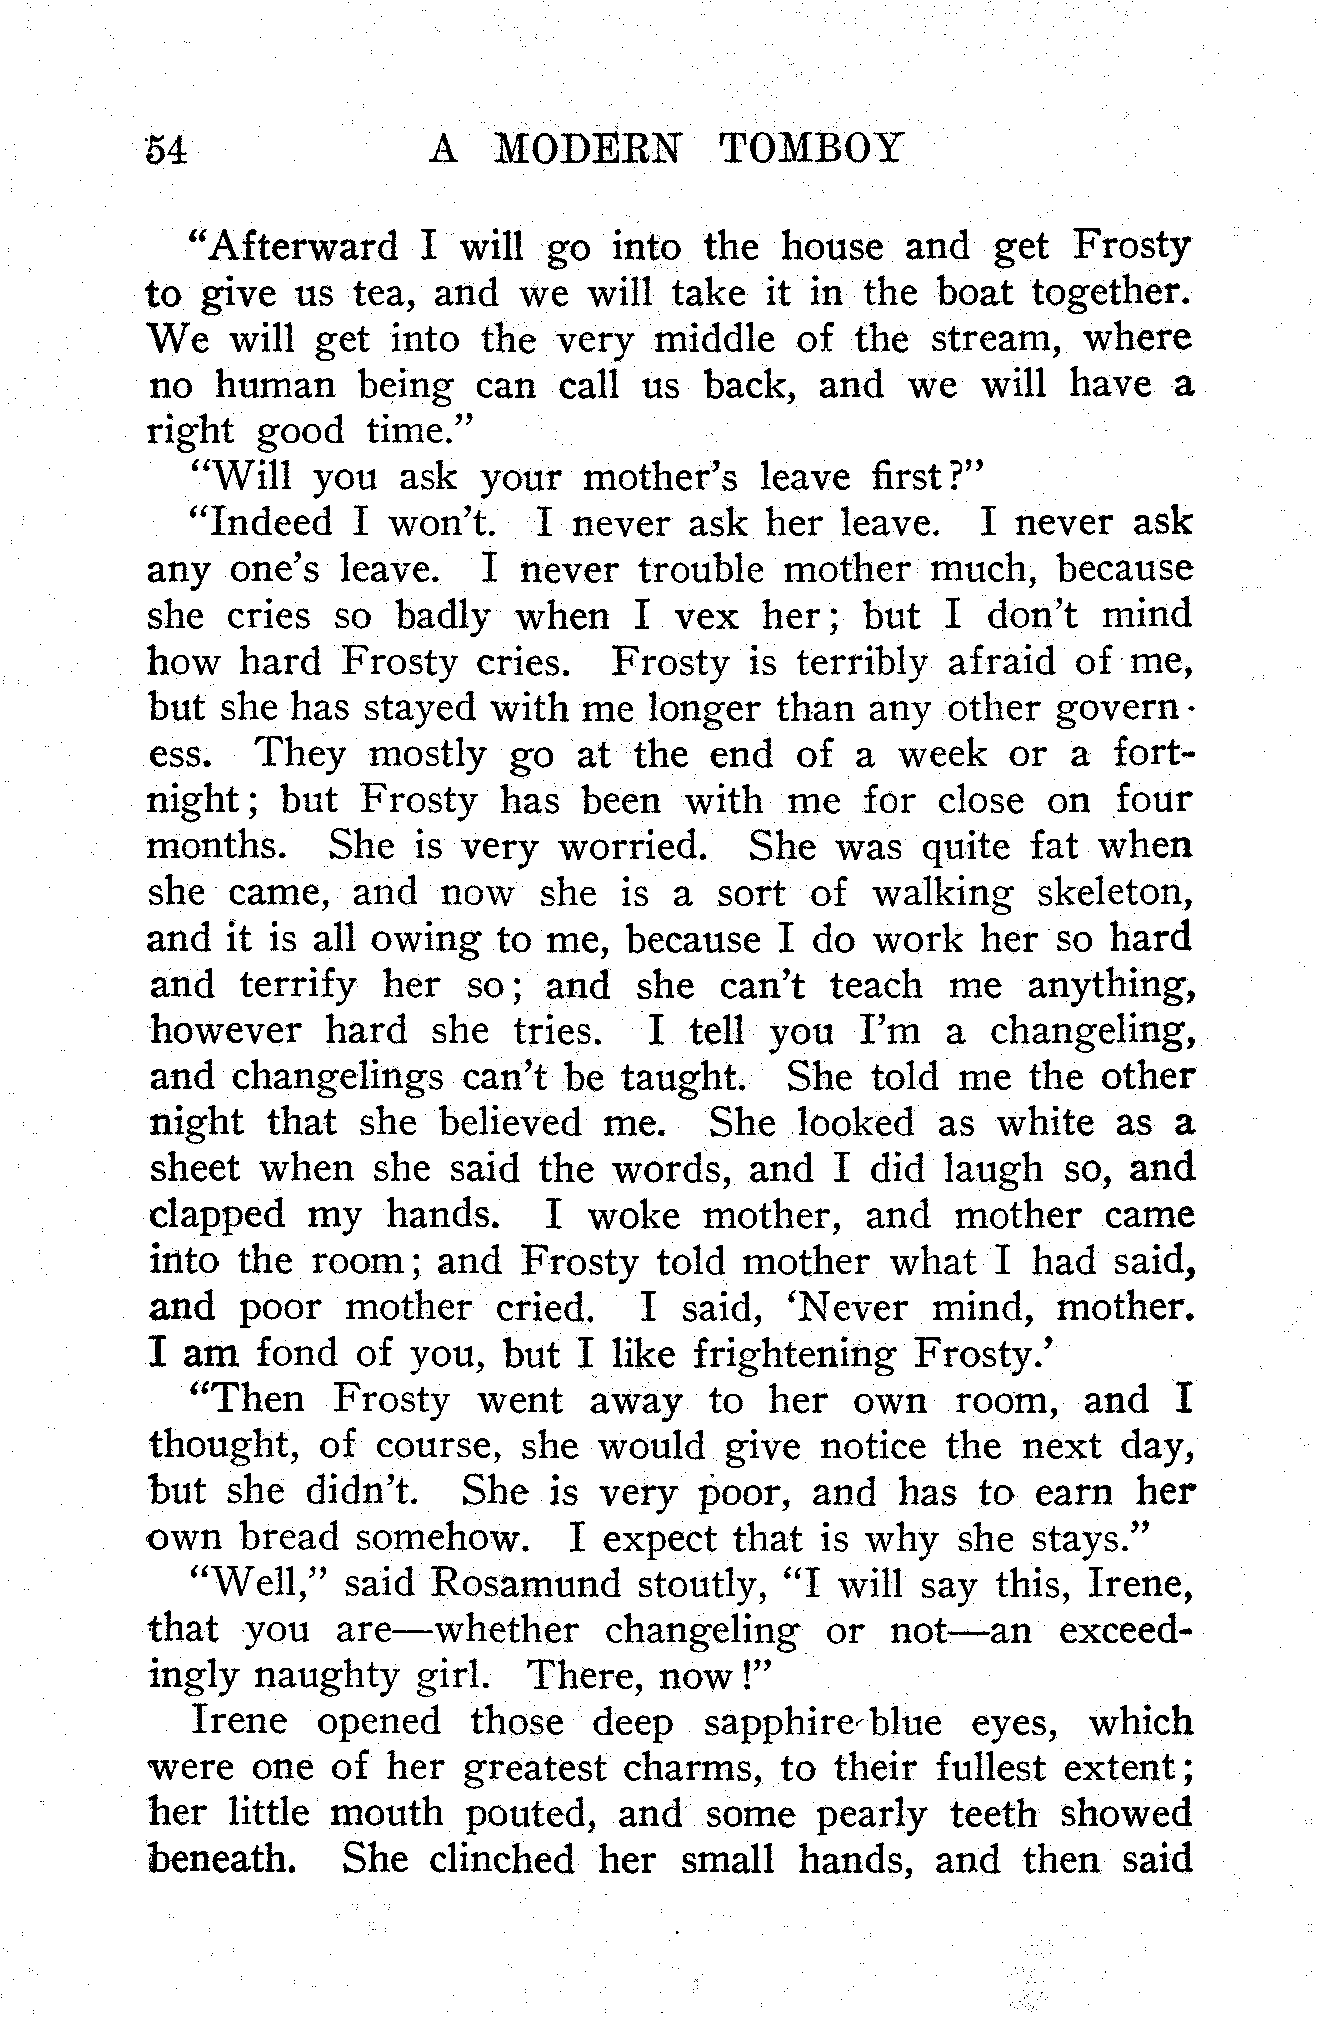 54 A MODERN TOMBOY
“Afterward I will go into the house and get Frosty
to give us tea, and we will take it in the boat together.
We will get into the very middle of the stream, where
no human being can call us back, and we will have a
right good time.”
“Will you ask your mother’s leave first?”
“Indeed I won’t. I never ask her leave. I never ask
any one’s leave. I never trouble mother much, because
she cries so badly when I vex her; but I don’t mind
how hard Frosty cries. Frosty is terribly afraid of me,
but she has stayed with me longer than any other govern-
ess. They mostly go at the end of a week or a fort-
night; but Frosty has been with me for close on four
months. She is very worried. She was quite fat when
she came, and now she is a sort of walking skeleton,
and it is all owing to me, because I do work her so hard
and terrify her so; and she can’t teach me anything,
however hard she tries. I tell you I’m a changeling,
and changelings can’t be taught. She told me the other
night that she believed me. She looked as white as a
sheet when she said the words, and I did laugh so, and
clapped my hands. I woke mother, and mother came
into the room; and Frosty told mother what I had said,
and poor mother cried. I said, ‘Never mind, mother.
I am fond of you, but I like frightening Frosty.’
“Then Frosty went away to her own room, and I
thought, of course, she would give notice the next day,
but she didn’t. She is very poor, and has to earn her
own bread somehow. I expect that is why she stays.”
“Well,” said Rosamund stoutly, “I will say this, Irene,
that you are—whether changeling or not—an exceed-
ingly naughty girl. There, now!”
Irene opened those deep sapphire-blue eyes, which
were one of her greatest charms, to their fullest extent;
her little mouth pouted, and some pearly teeth showed
beneath. She clinched her small hands, and then said